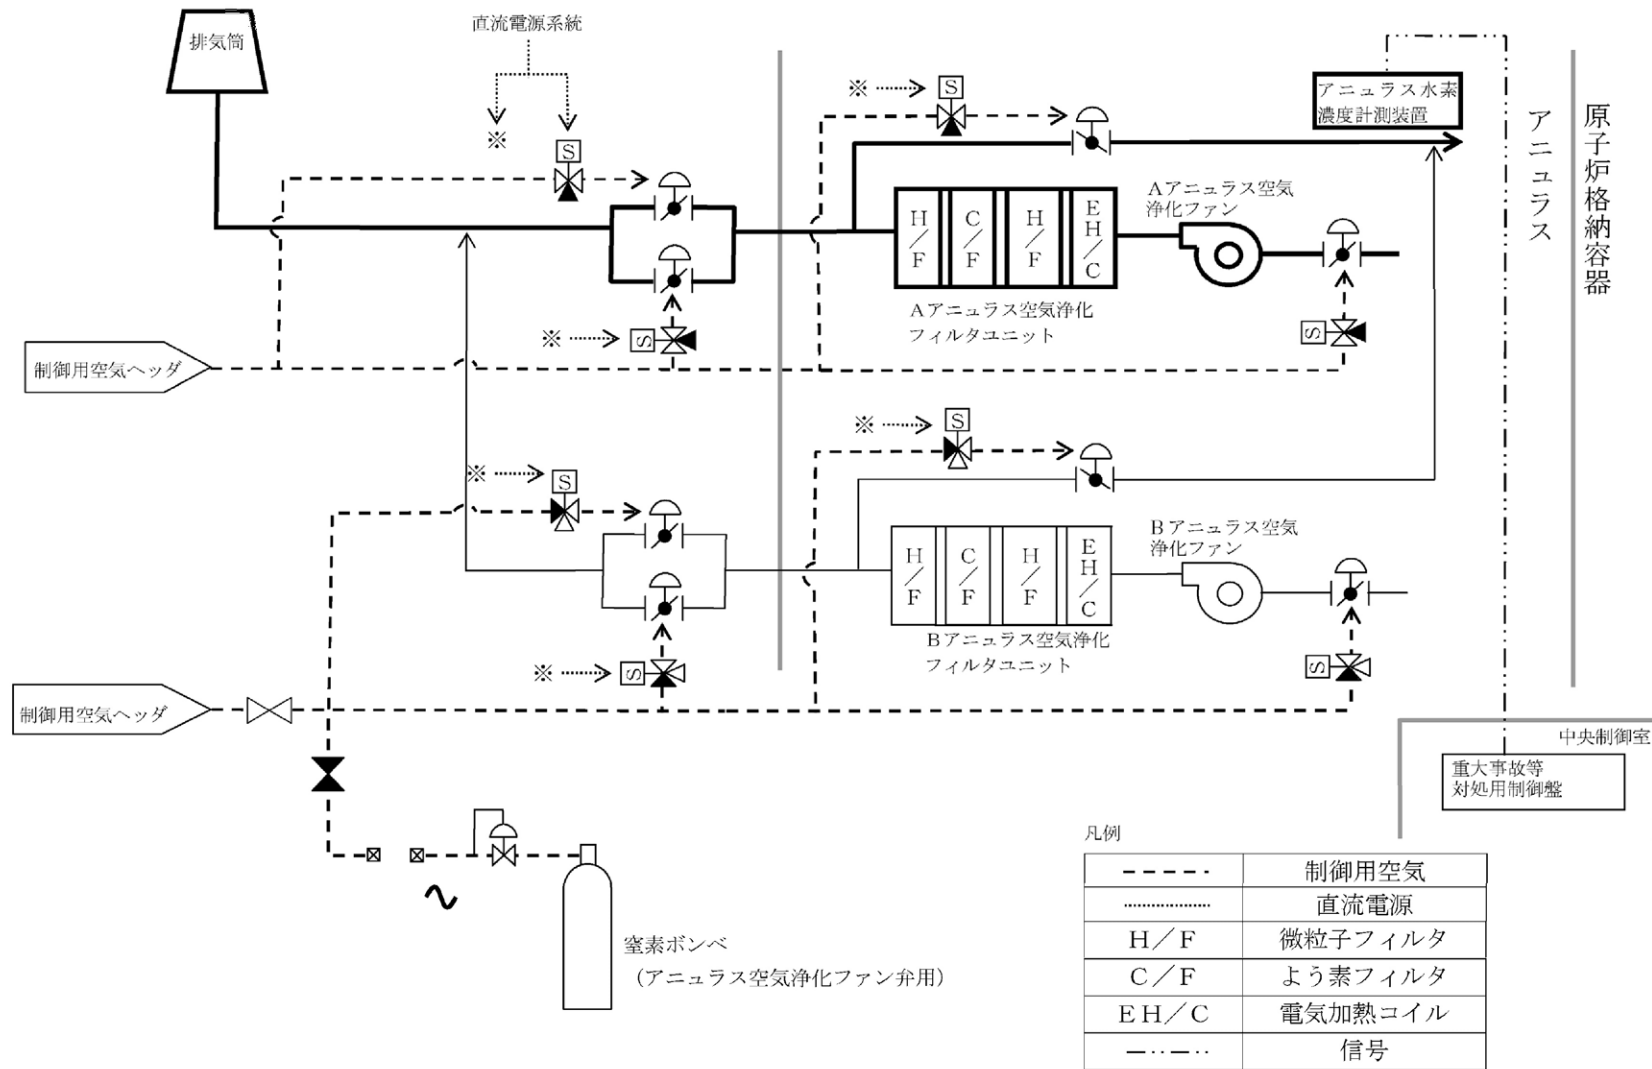 排気筒
直流電源系統
※
※
S
S
アニュラス水素
濃度計測装置
アニュラス
原子炉格納容器
H/F
C/F
H/F
EH/C
Aアニュラス空気
浄化ファン
Aアニュラス空気浄化
フィルタユニット
※
S
S
制御用空気ヘッダ
※
S
※
S
H/F
C/F
H/F
EH/C
Bアニュラス空気
浄化ファン
Bアニュラス空気浄化
フィルタユニット
※
S
S
制御用空気ヘッダ
中央制御室
重大事故等
対処用制御盤
窒素ボンベ
(アニュラス空気浄化ファン弁用)
凡例
制御用空気
直流電源
H/F 微粒子フィルタ
C/F よう素フィルタ
EH/C 電気加熱コイル
信号